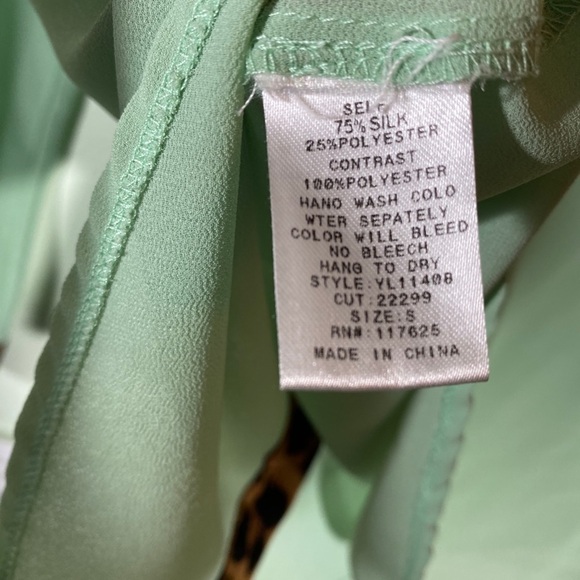 SELF
75% SILK
25%POLYESTER
CONTRAST
100%POLYESTER
HAND WASH COLO
WTER SEPATELY
COLOR WILL BLEED
NO BLEECH
HANG TO DRY
STYLE:YL11408
CUT:22299
SIZE:S
RN#:117625
MADE IN CHINA